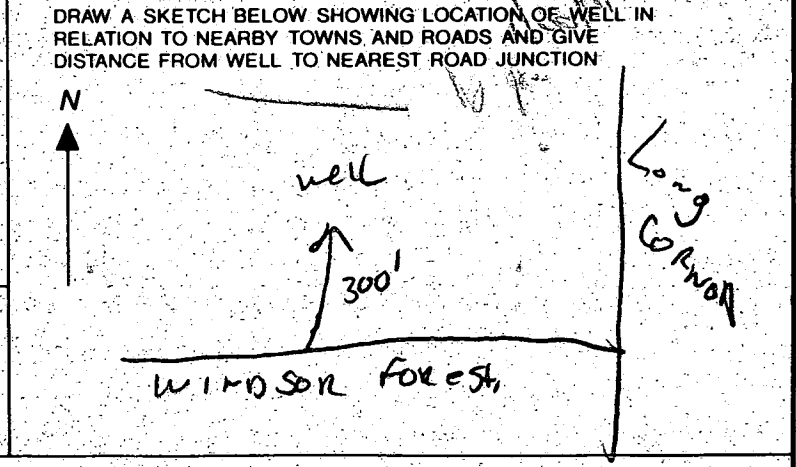 DRAW A SKETCH BELOW SHOWING LOCATION OF WELL IN
RELATION TO NEARBY TOWNS AND ROADS AND GIVE
DISTANCE FROM WELL TO NEAREST ROAD JUNCTION
N
well
300'
Long
CORNOR
WINDSOR FOREST